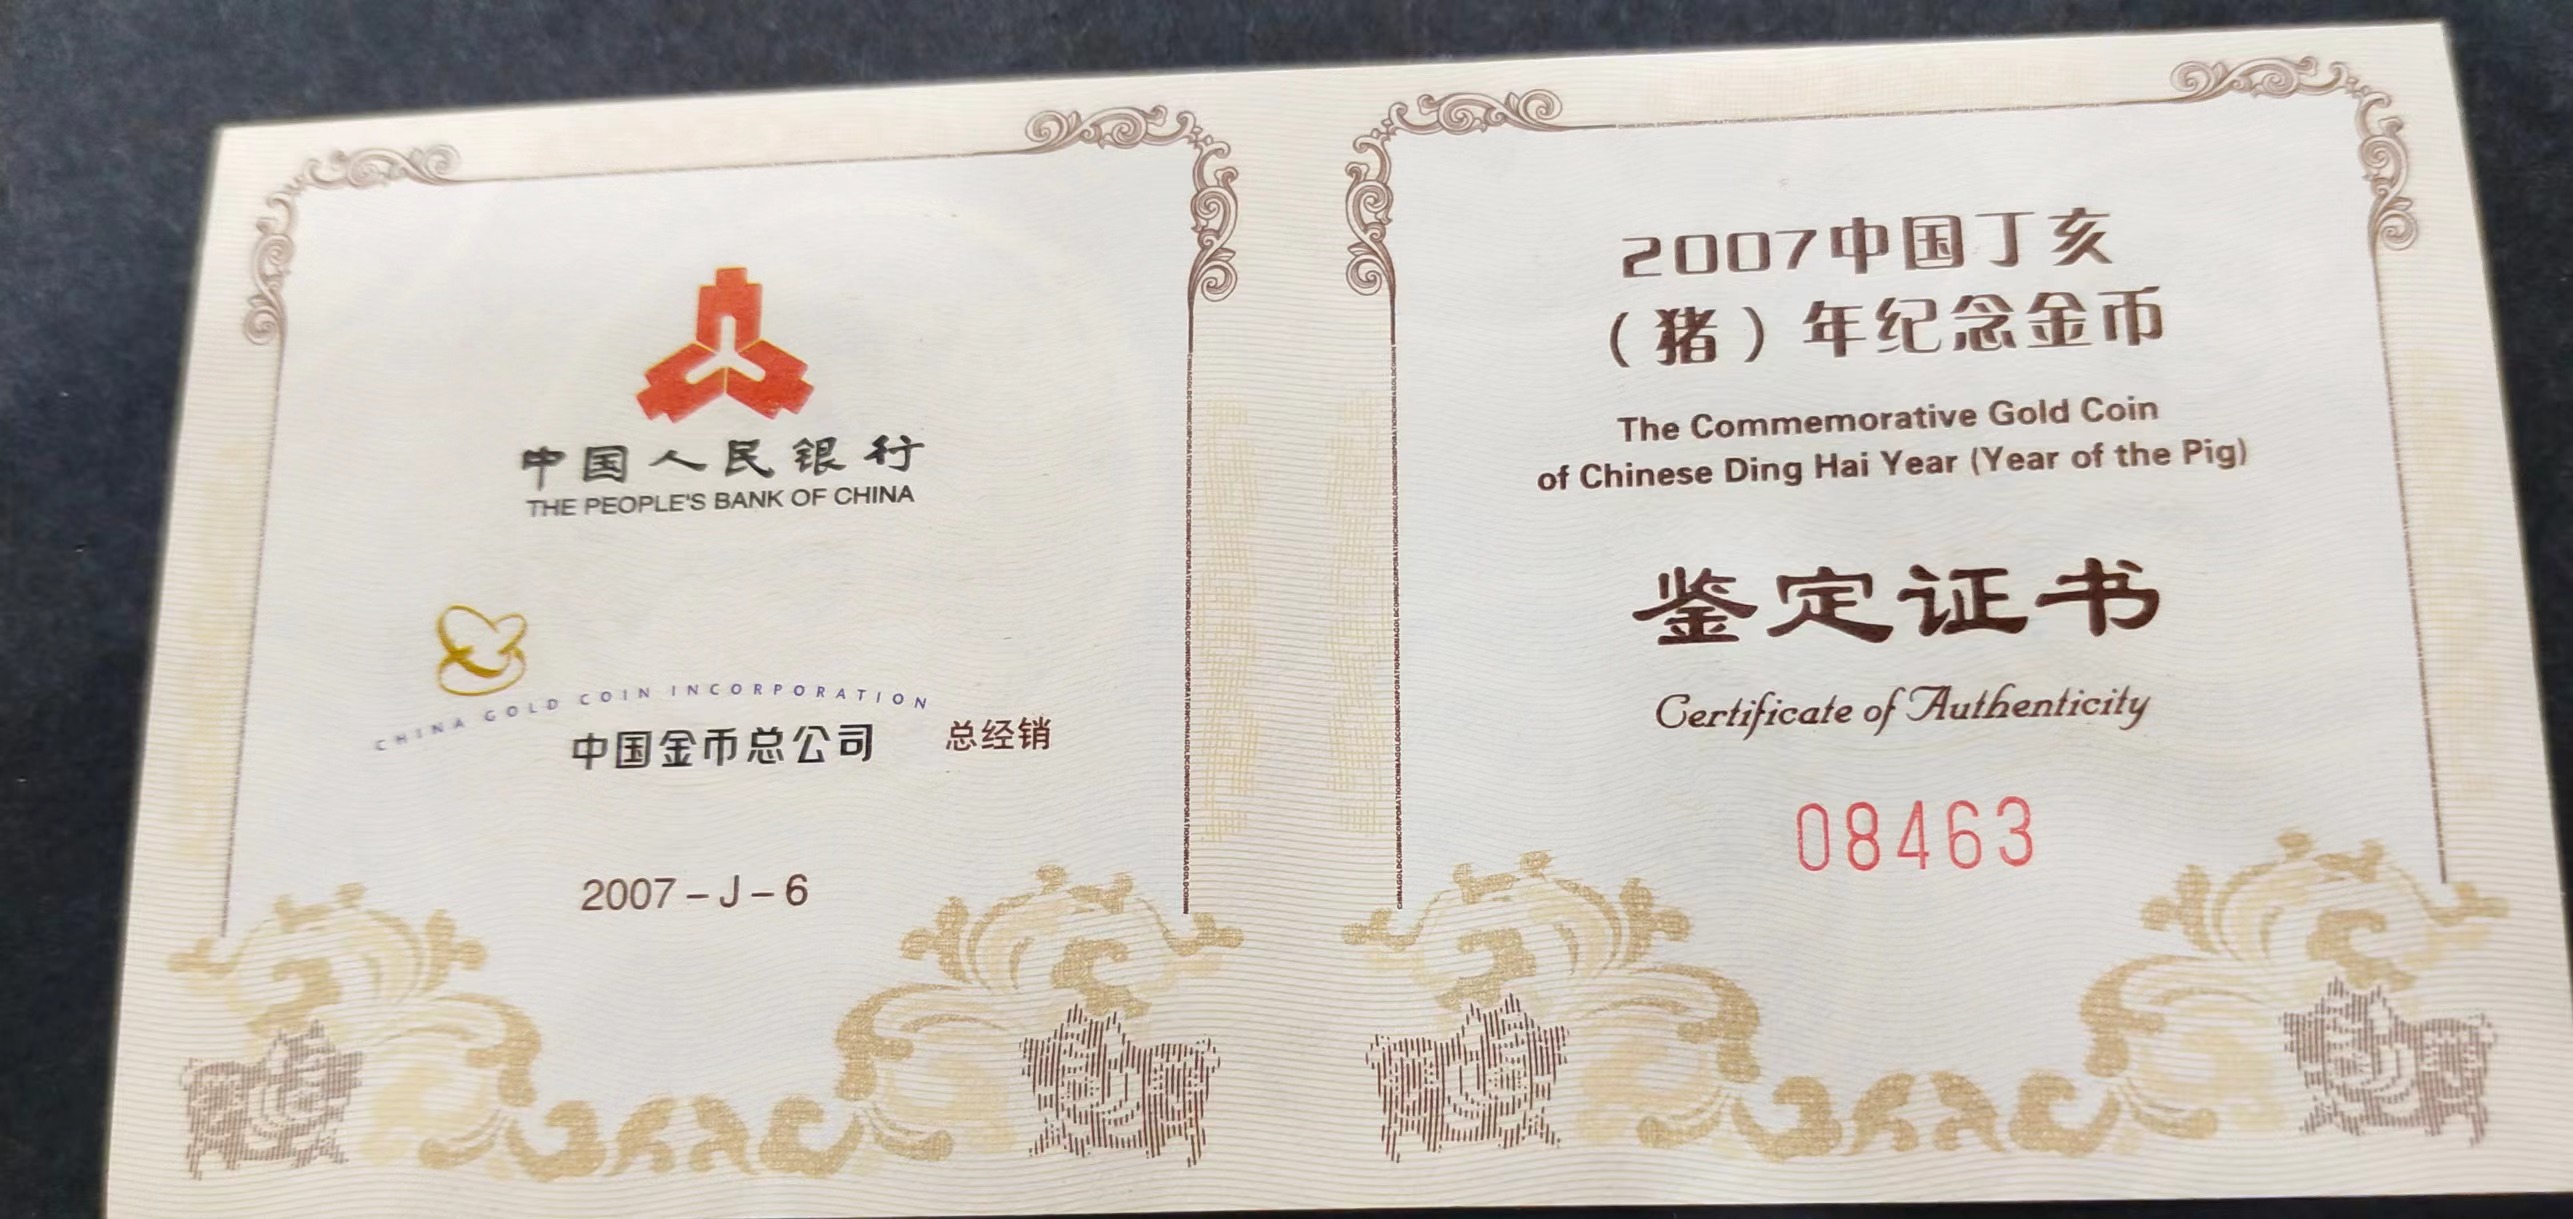 中国人民银行
THE PEOPLE'S BANK OF CHINA
CHINA GOLD COIN INCORPORATION
中国金币总公司 总经销
2007-J-6
2007中国丁亥
（猪）年纪念金币
The Commemorative Gold Coin
of Chinese Ding Hai Year (Year of the Pig)
鉴定证书
Certificate of Authenticity
08463